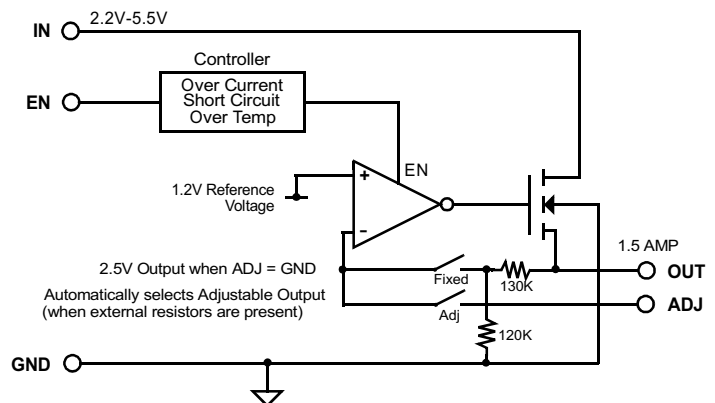 2.2V-5.5V
IN
Controller
Over Current
Short Circuit
Over Temp
EN
EN
+
1.2V Reference
Voltage
–
1.5 AMP
2.5V Output when ADJ = GND
Fixed
130K
OUT
Automatically selects Adjustable Output
(when external resistors are present)
Adj
ADJ
120K
GND